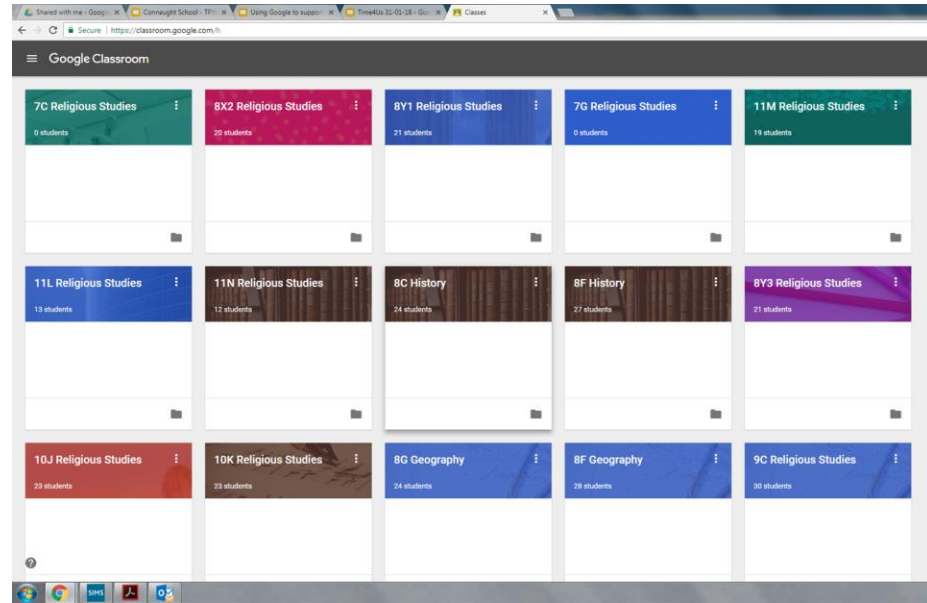 Shared with me - Googl
Connaught School - TPW
Using Google to support
Time4Us 31-01-18 - Goo
Classes
Secure | https://classroom.google.com/h
Google Classroom
7C Religious Studies
0 students
8X2 Religious Studies
20 students
8Y1 Religious Studies
21 students
7G Religious Studies
0 students
11M Religious Studies
19 students
11L Religious Studies
13 students
11N Religious Studies
12 students
8C History
24 students
8F History
27 students
8Y3 Religious Studies
21 students
10J Religious Studies
23 students
10K Religious Studies
23 students
8G Geography
24 students
8F Geography
28 students
9C Religious Studies
30 students
SIMS